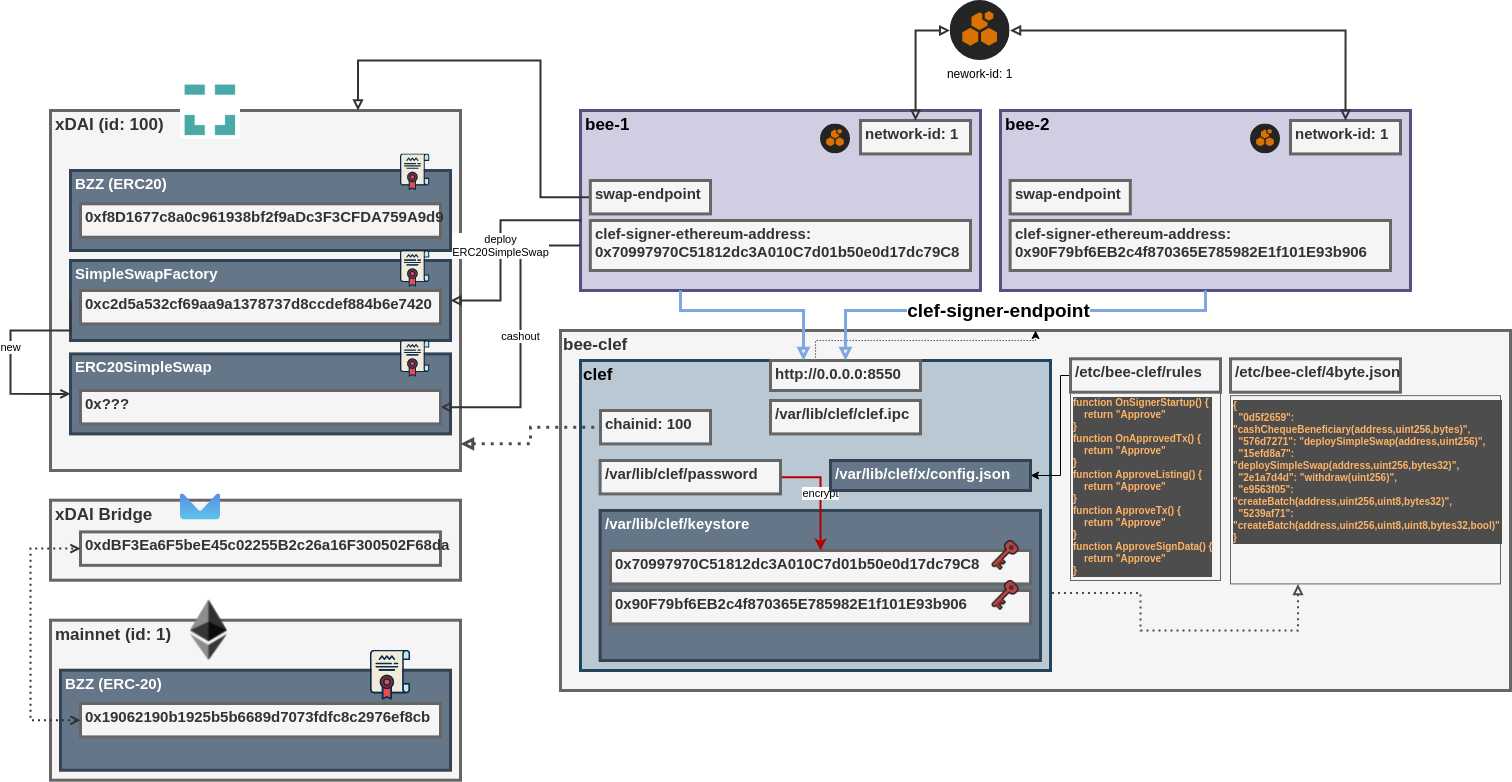 nework-id: 1
xDAI (id: 100)
BZZ (ERC20)
0xf8D1677c8a0c961938bf2f9aDc3F3CFDA759A9d9
SimpleSwapFactory
0xc2d5a532cf69aa9a1378737d8ccdef884b6e7420
new
ERC20SimpleSwap
0x???
deploy
ERC20SimpleSwap
cashout
bee-1
network-id: 1
swap-endpoint
clef-signer-ethereum-address:
0x70997970C51812dc3A010C7d01b50e0d17dc79C8
bee-2
network-id: 1
swap-endpoint
clef-signer-ethereum-address:
0x90F79bf6EB2c4f870365E785982E1f101E93b906
clef-signer-endpoint
bee-clef
clef
http://0.0.0.0:8550
/var/lib/clef/clef.ipc
chainid: 100
/var/lib/clef/password
/var/lib/clef/x/config.json
encrypt
/var/lib/clef/keystore
0x70997970C51812dc3A010C7d01b50e0d17dc79C8
0x90F79bf6EB2c4f870365E785982E1f101E93b906
/etc/bee-clef/rules
function OnSignerStartup() {
return "Approve"
}
function OnApprovedTx() {
return "Approve"
}
function ApproveListing() {
return "Approve"
}
function ApproveTx() {
return "Approve"
}
function ApproveSignData() {
return "Approve"
}
/etc/bee-clef/4byte.json
{
"0d5f2659":
"cashChequeBeneficiary(address,uint256,bytes)",
"576d7271": "deploySimpleSwap(address,uint256)",
"15efd8a7":
"deploySimpleSwap(address,uint256,bytes32)",
"2e1a7d4d": "withdraw(uint256)",
"e9563f05":
"createBatch(address,uint256,uint8,bytes32)",
"5239af71":
"createBatch(address,uint256,uint8,uint8,bytes32,bool)"
}
xDAI Bridge
0xdBF3Ea6F5beE45c02255B2c26a16F300502F68da
mainnet (id: 1)
BZZ (ERC-20)
0x19062190b1925b5b6689d7073fdfc8c2976ef8cb